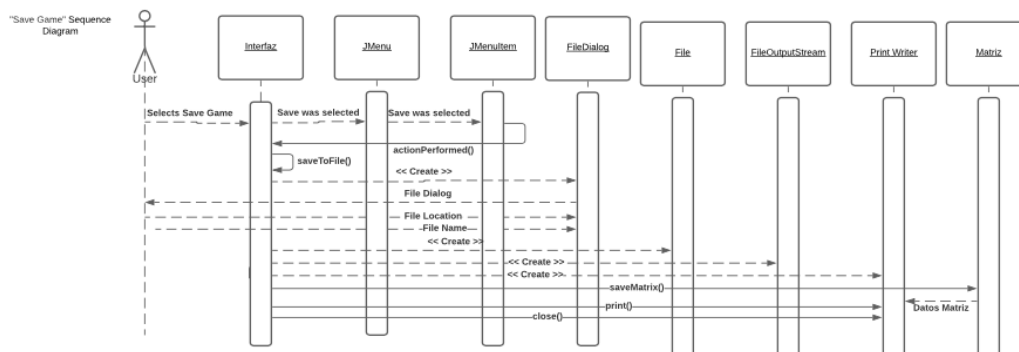 "Save Game" Sequence
Diagram
User
Interfaz
JMenu
JMenuItem
FileDialog
File
FileOutputStream
Print Writer
Matriz
Selects Save Game
Save was selected
Save was selected
actionPerformed()
saveToFile()
<< Create >>
File Dialog
File Location
File Name
<< Create >>
<< Create >>
<< Create >>
saveMatrix()
print()
Datos Matriz
close()